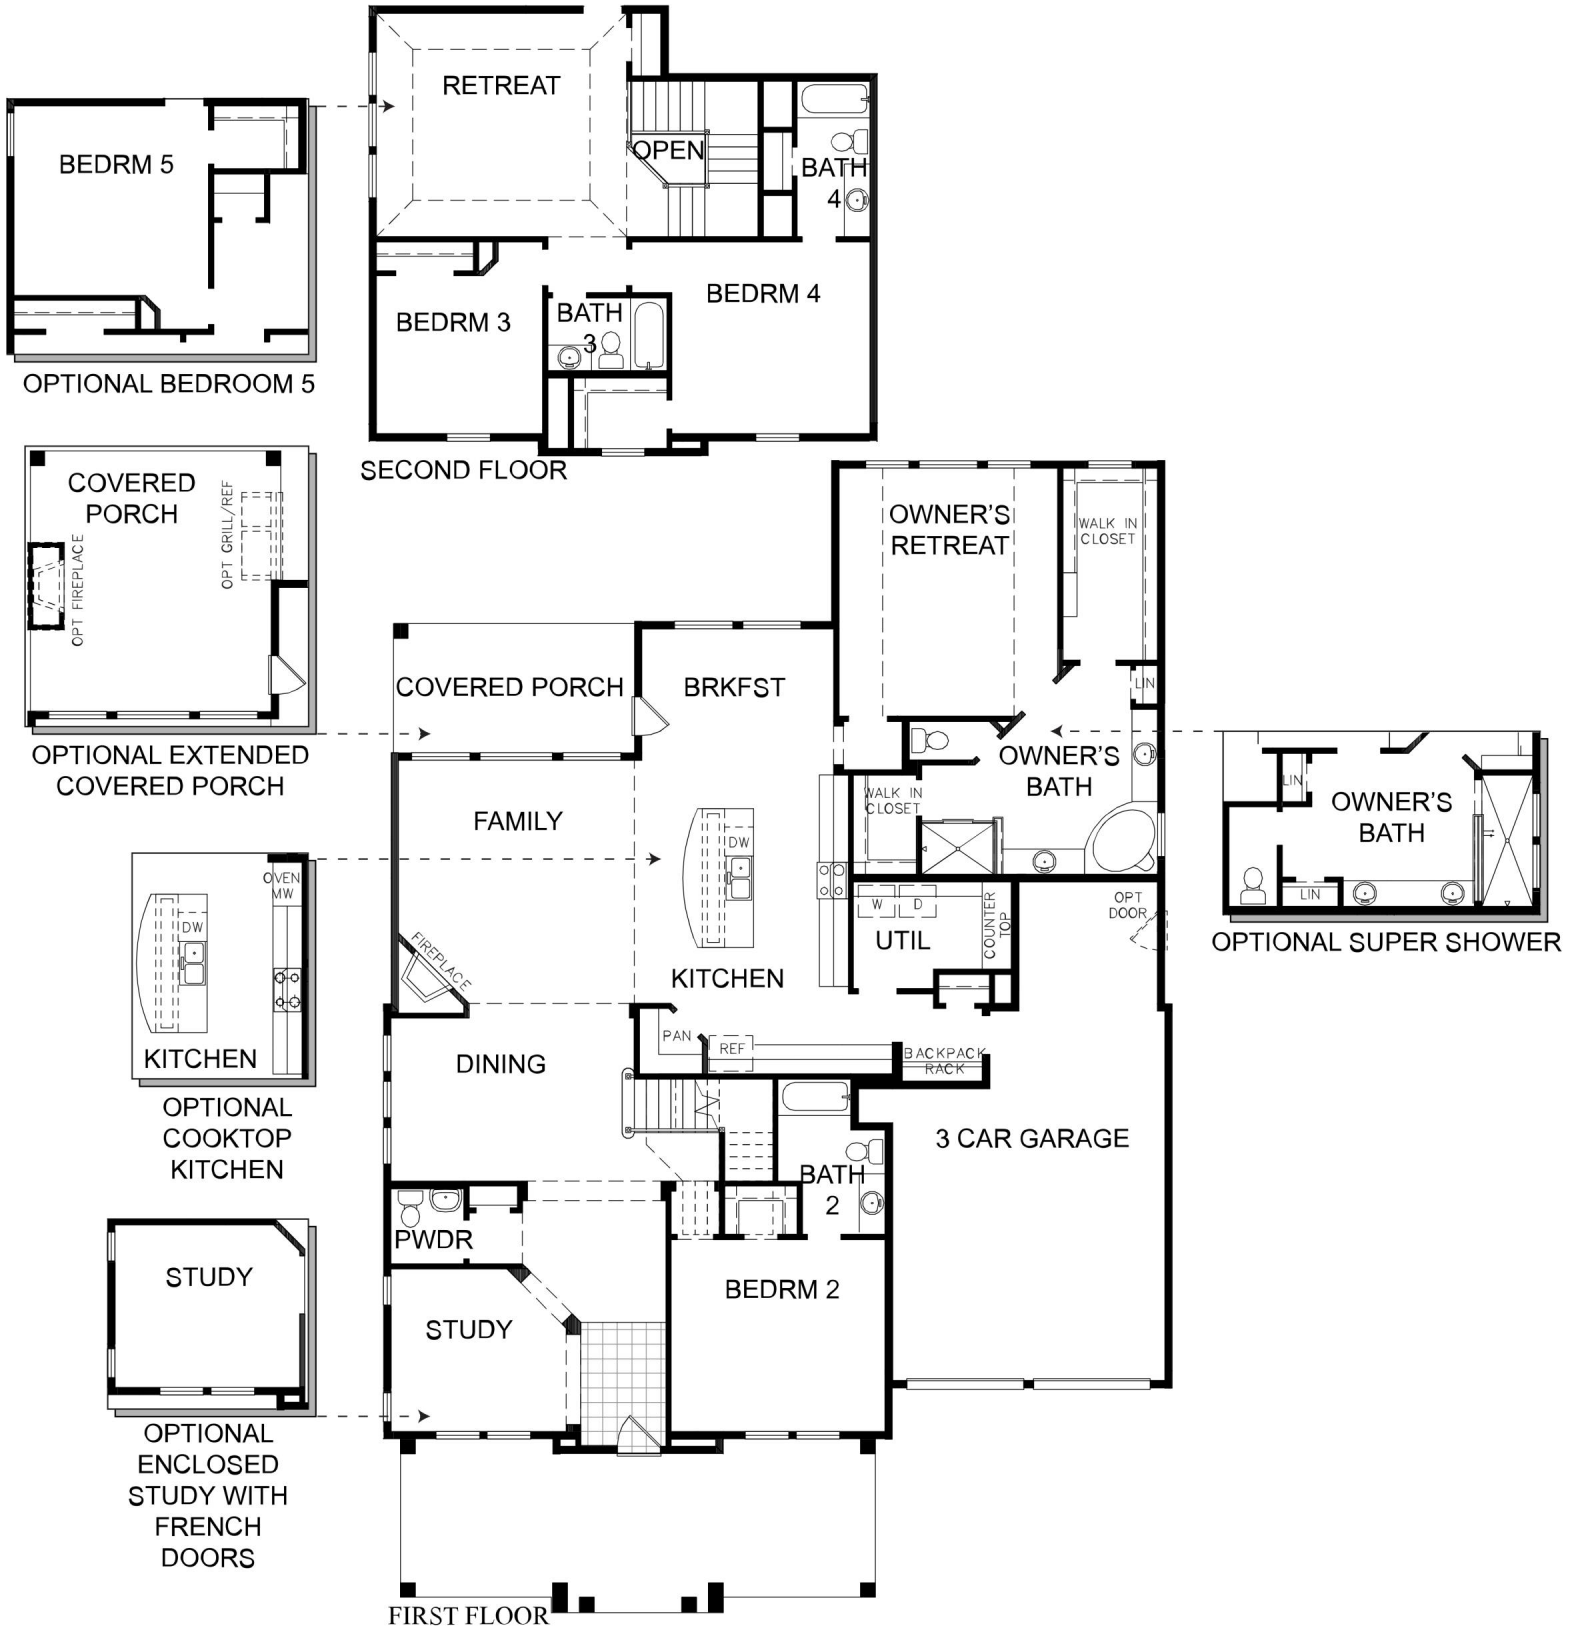 RETREAT
OPEN
BATH
4
BEDRM 3
BATH
3
BEDRM 4
SECOND FLOOR
BEDRM 5
OPTIONAL BEDROOM 5
COVERED
PORCH
OPT GRILL/REF
OPT FIREPLACE
OPTIONAL EXTENDED
COVERED PORCH
OVEN
MW
DW
KITCHEN
OPTIONAL
COOKTOP
KITCHEN
STUDY
OPTIONAL
ENCLOSED
STUDY WITH
FRENCH
DOORS
OWNER'S
RETREAT
WALK IN
CLOSET
LIN
COVERED PORCH
BRKFST
OWNER'S
BATH
WALK IN
CLOSET
FAMILY
DW
FIREPLACE
KITCHEN
W
D
COUNTER
TOP
UTIL
OPT
DOOR
PAN
REF
BACKPACK
RACK
DINING
3 CAR GARAGE
BATH
2
PWDR
BEDRM 2
STUDY
FIRST FLOOR
LIN
OWNER'S
BATH
LIN
OPTIONAL SUPER SHOWER